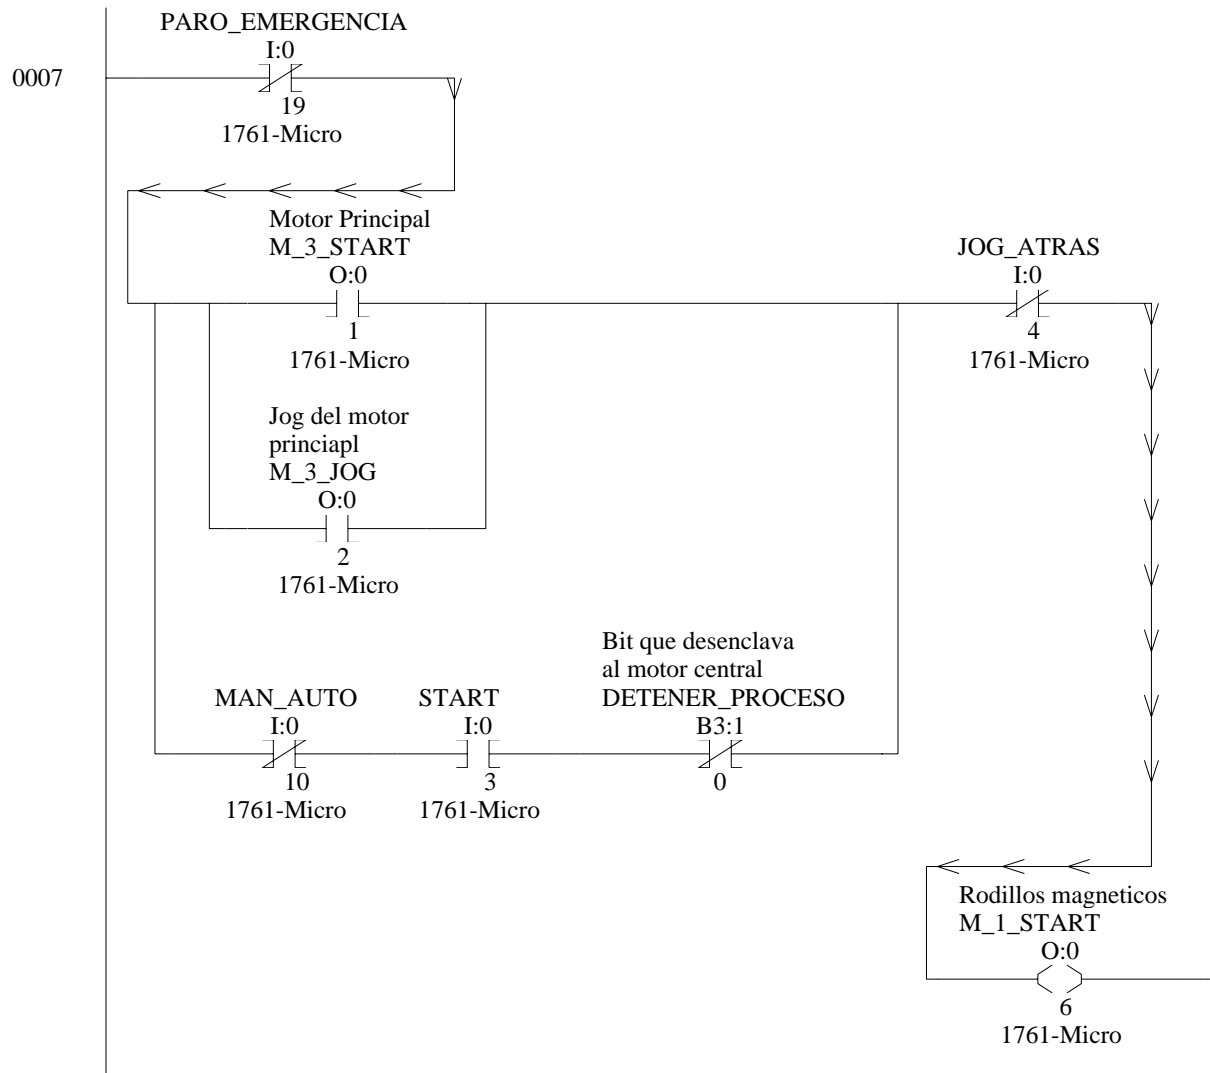 PARO_EMERGENCIA
I:0
0007
19
1761-Micro
Motor Principal
M_3_START
O:0
1
1761-Micro
JOG_ATRAS
I:0
4
1761-Micro
Jog del motor
princiapl
M_3_JOG
O:0
2
1761-Micro
MAN_AUTO
I:0
10
1761-Micro
START
I:0
3
1761-Micro
Bit que desenclava
al motor central
DETENER_PROCESO
B3:1
0
Rodillos magneticos
M_1_START
O:0
6
1761-Micro